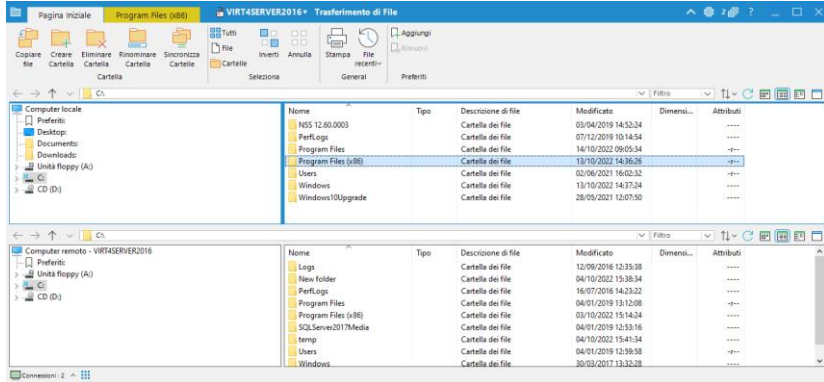 Pagina Iniziale Program Files (x86) VIRT4SERVER2016 Trasferimento di File 2 ?
Copiare file
Creare Cartella
Eliminare Cartella
Rinominare Cartella
Sincronizza Cartelle
Cartella
Tutti
File
Cartelle
Inverti
Annulla
Seleziona
Stampa
File recenti
General
Aggiungi
Rimuovi
Preferiti
C:\ Filtro
Computer locale
Preferiti:
Desktop:
Documents:
Downloads:
Unità floppy (A:)
C:
CD (D:)
Nome Tipo Descrizione di file Modificato Dimensi... Attributi
NSS 12.60.0003 Cartella dei file 03/04/2019 14:52:24 ----
PerfLogs Cartella dei file 07/12/2019 10:14:54 ----
Program Files Cartella dei file 14/10/2022 09:05:34 -r--
Program Files (x86) Cartella dei file 13/10/2022 14:36:26 -r--
Users Cartella dei file 02/06/2021 16:02:32 -r--
Windows Cartella dei file 13/10/2022 14:37:24 ----
Windows10Upgrade Cartella dei file 28/05/2021 12:07:50 ----
C:\ Filtro
Computer remoto - VIRT4SERVER2016
Preferiti:
Unità floppy (A:)
C:
CD (D:)
Nome Tipo Descrizione di file Modificato Dimensi... Attributi
Logs Cartella dei file 12/09/2016 12:35:38 ----
New folder Cartella dei file 04/10/2022 15:38:34 ----
PerfLogs Cartella dei file 16/07/2016 14:23:22 ----
Program Files Cartella dei file 04/01/2019 13:12:08 -r--
Program Files (x86) Cartella dei file 03/10/2022 15:14:24 ----
SQLServer2017Media Cartella dei file 04/01/2019 12:53:16 ----
temp Cartella dei file 04/10/2022 15:41:34 ----
Users Cartella dei file 04/01/2019 12:59:58 -r--
Windows Cartella dei file 30/03/2017 13:32:28 ----
Connessioni: 2